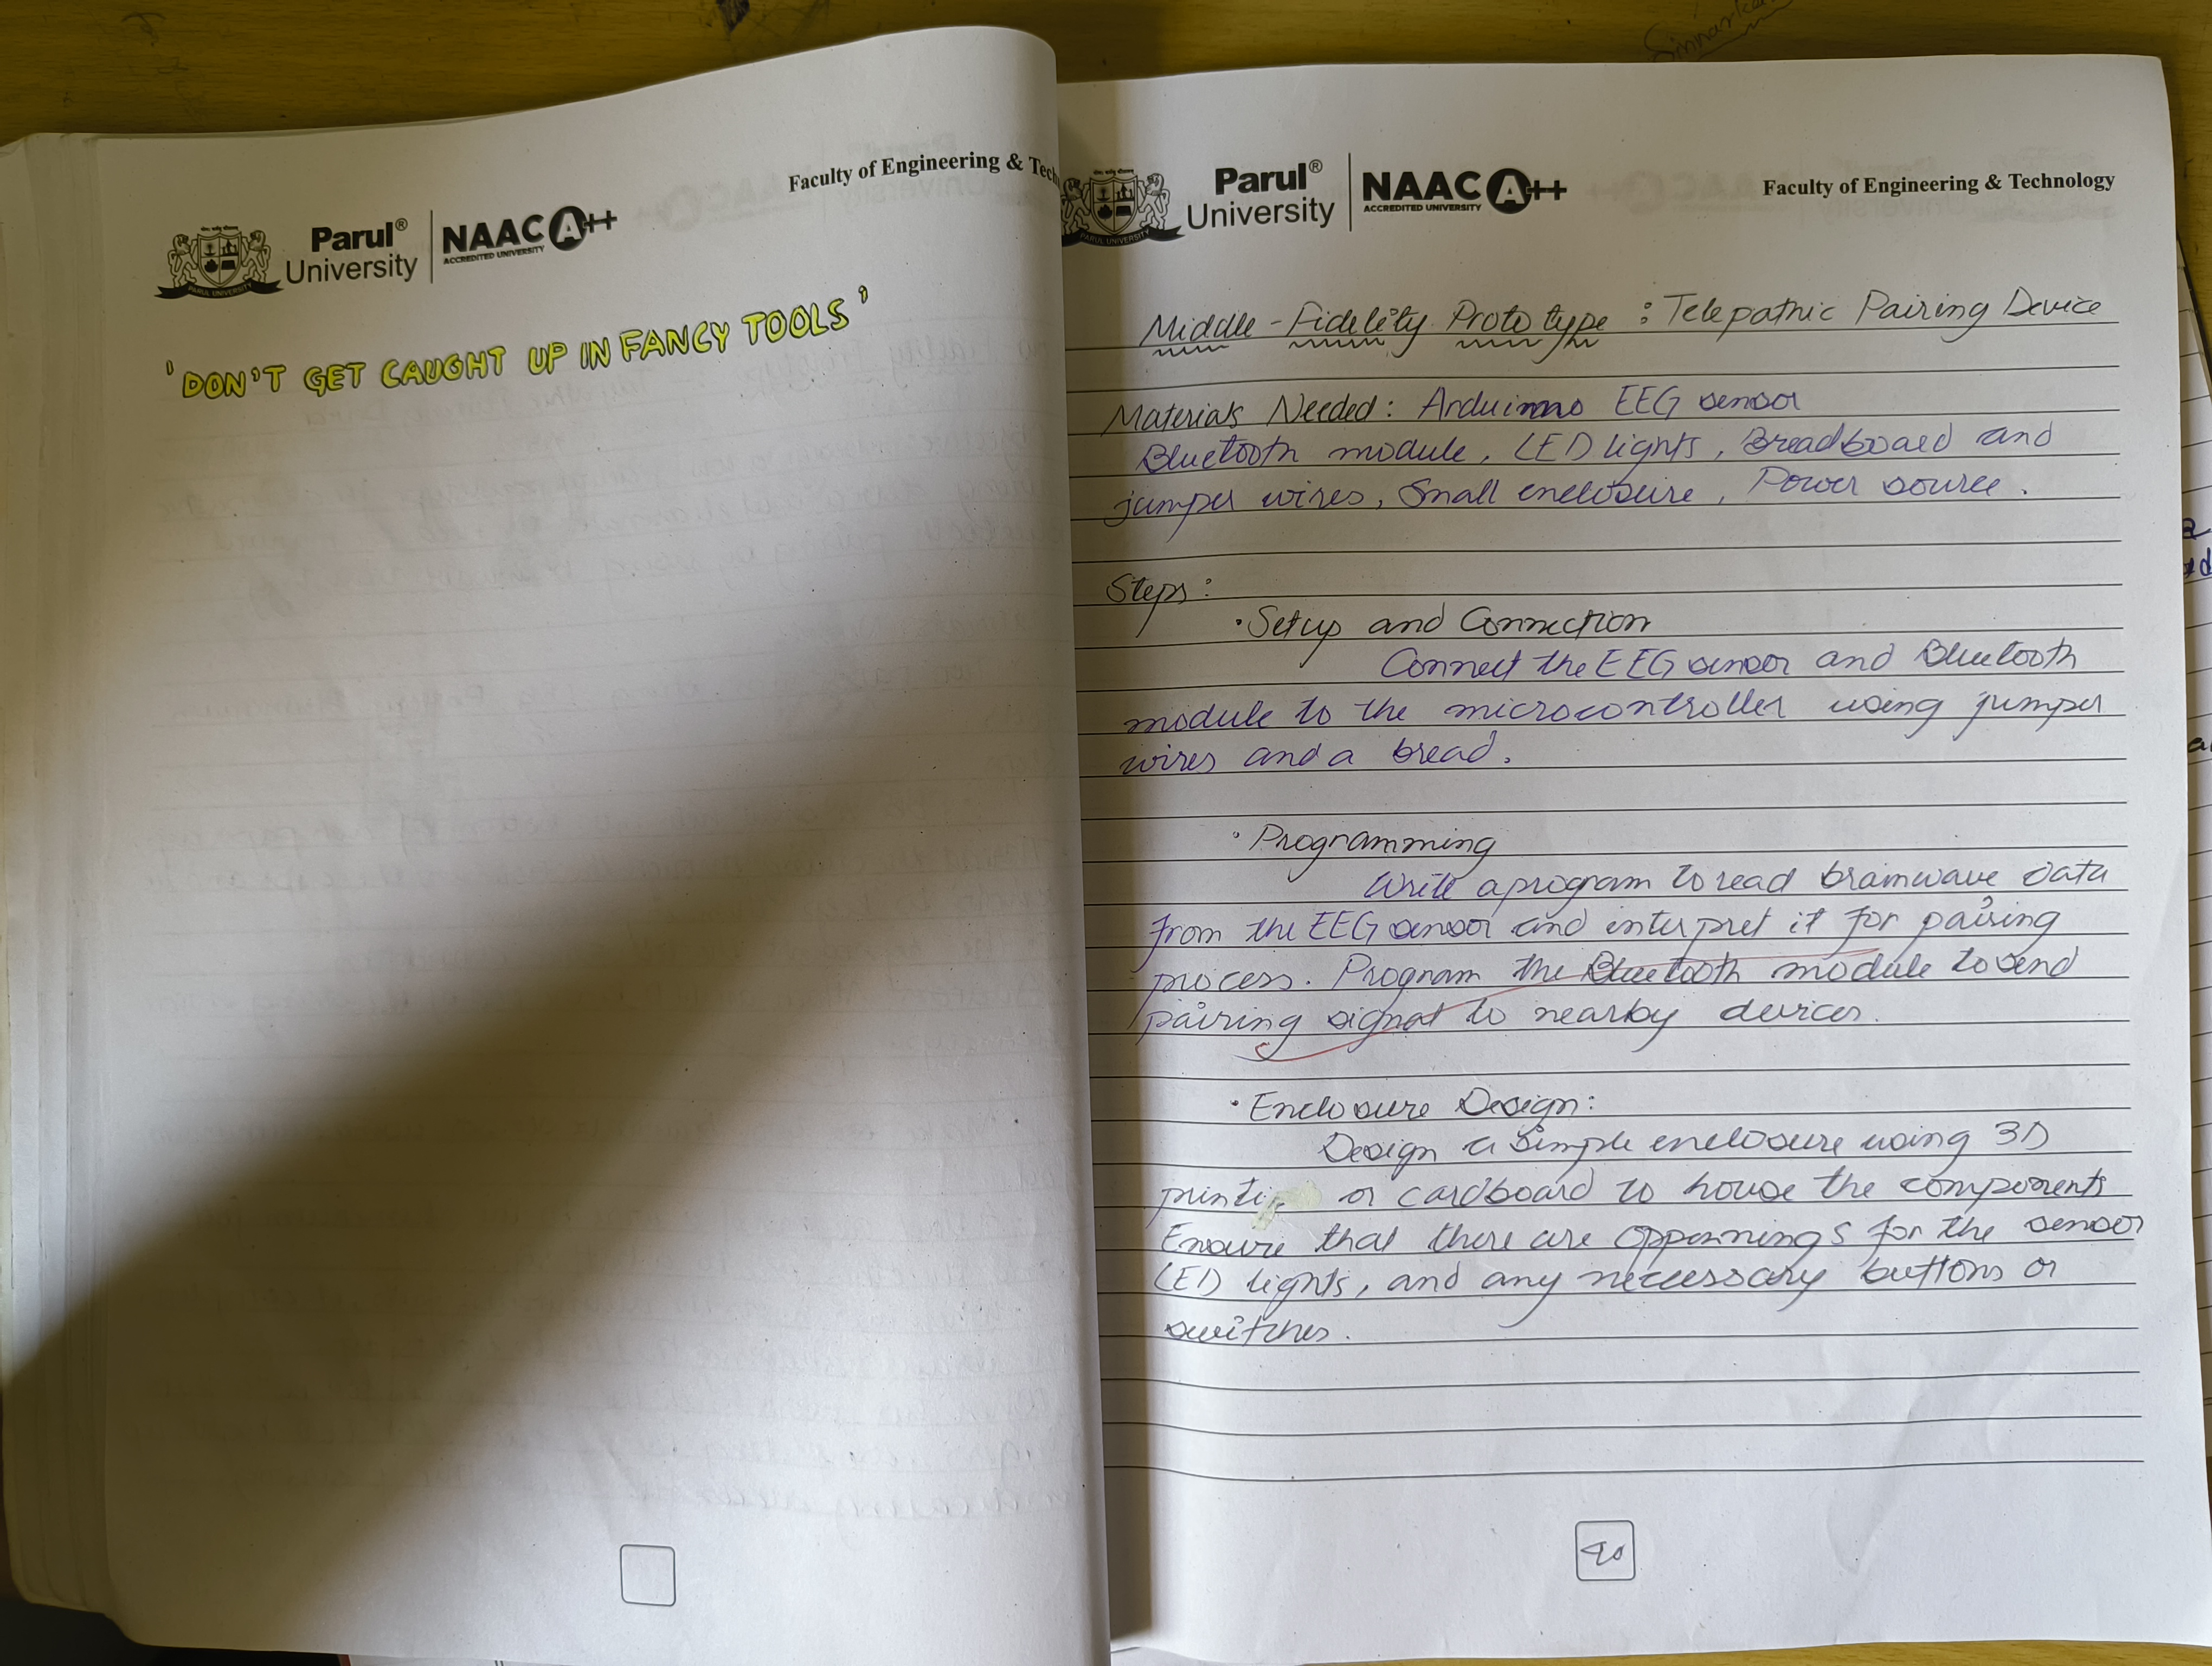 Faculty of Engineering & Tech
Parul®
University
NAAC A++
ACCREDITED UNIVERSITY
PARUL UNIVERSITY
'DON'T GET CAUGHT UP IN FANCY TOOLS'
Parul®
University
NAAC A++
ACCREDITED UNIVERSITY
PARUL UNIVERSITY
Faculty of Engineering & Technology
Middle-Fidelity Prototype : Telepathic Pairing Device
Materials Needed: Arduinno EEG sensor
Bluetooth module, LED lights, Breadboard and
jumper wires, Small enclosure, Power source.
Steps:
• Setup and Connection
Connect the EEG sensor and Bluetooth
module to the microcontroller using jumper
wires and a bread.
• Programming
Write a program to read brainwave data
from the EEG sensor and interpret it for pairing
process. Program the Bluetooth module to send
pairing signal to nearby devices.
• Enclosure Design:
Design a simple enclosure using 3D
printi or cardboard to house the components
Ensure that there are oppennings for the sensor
LED lights, and any necessary buttons or
switches.